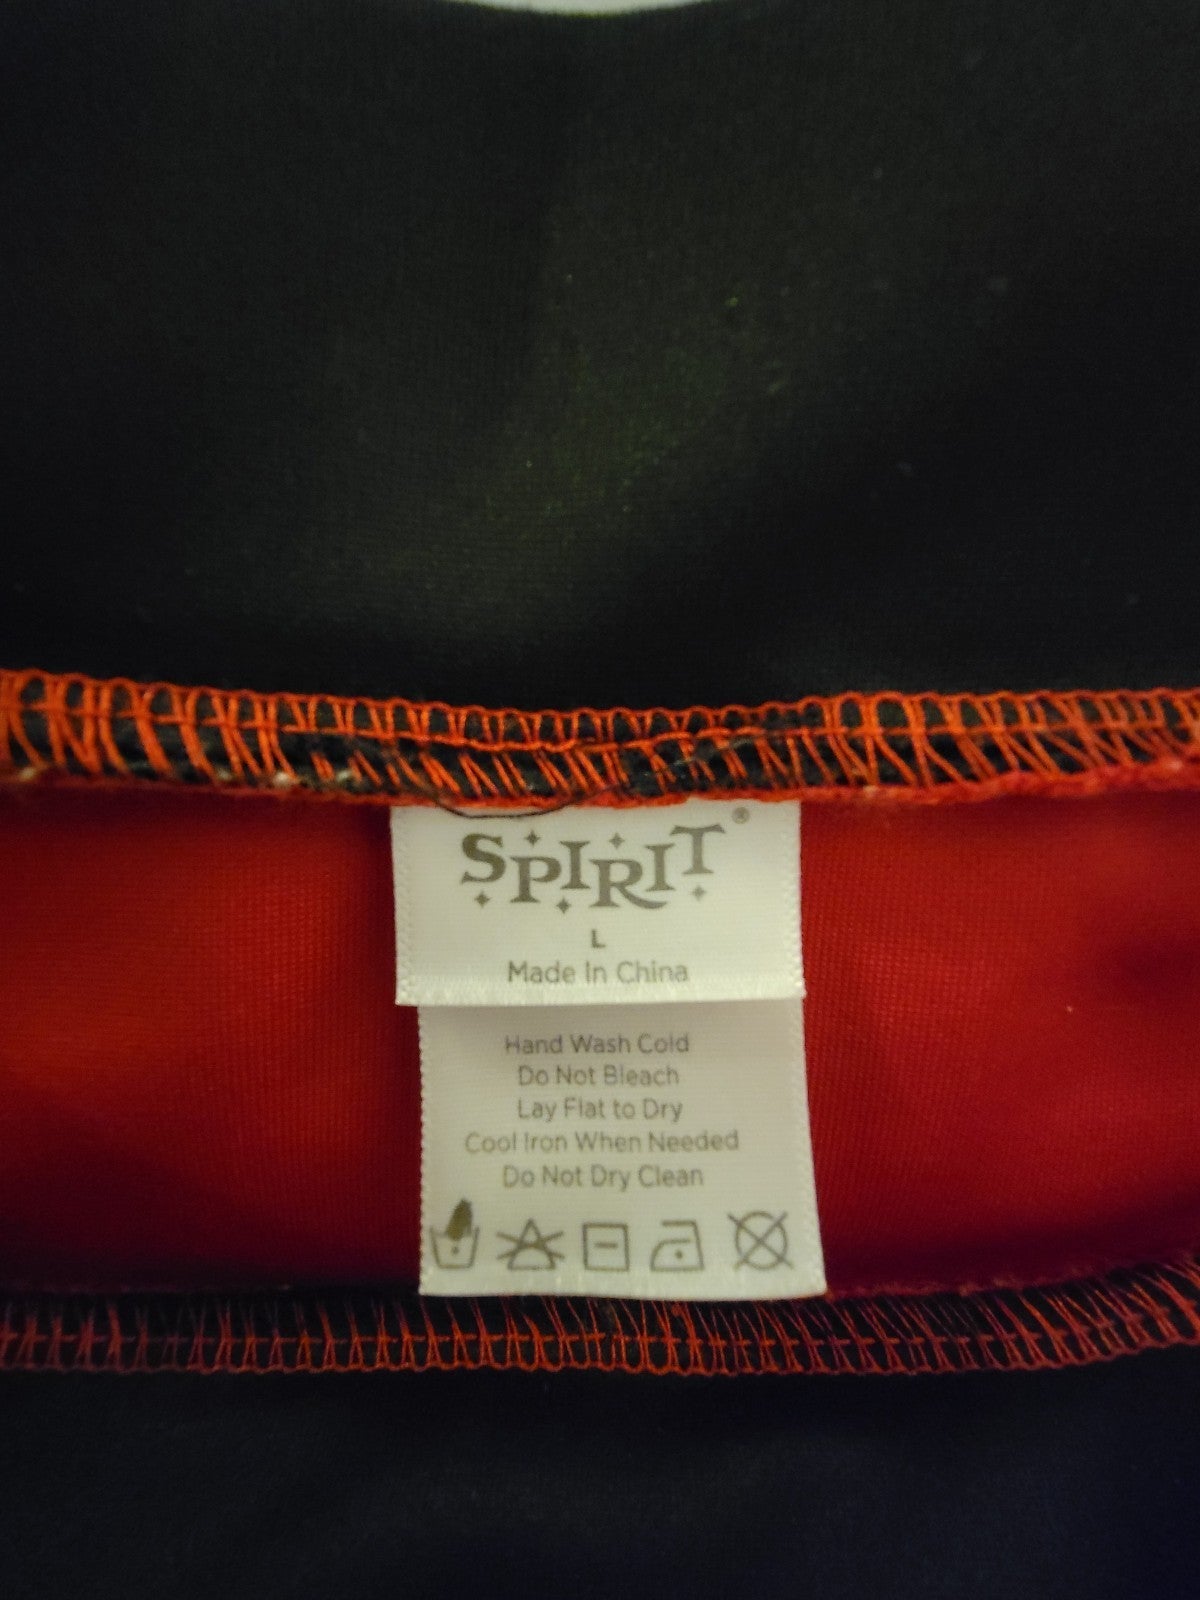 SPIRIT®
L
Made In China
Hand Wash Cold
Do Not Bleach
Lay Flat to Dry
Cool Iron When Needed
Do Not Dry Clean